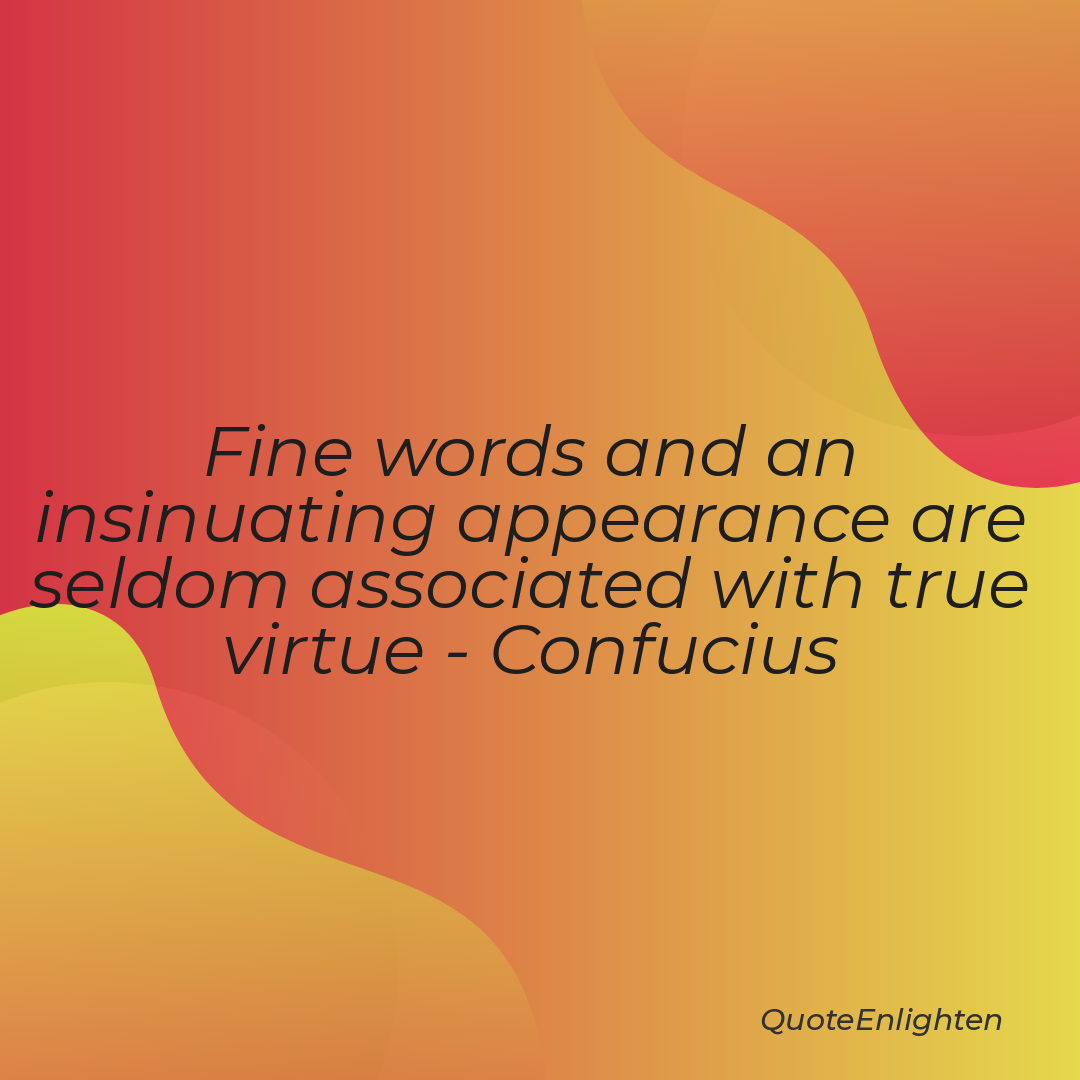 Fine words and an
insinuating appearance are
seldom associated with true
virtue - Confucius
QuoteEnlighten